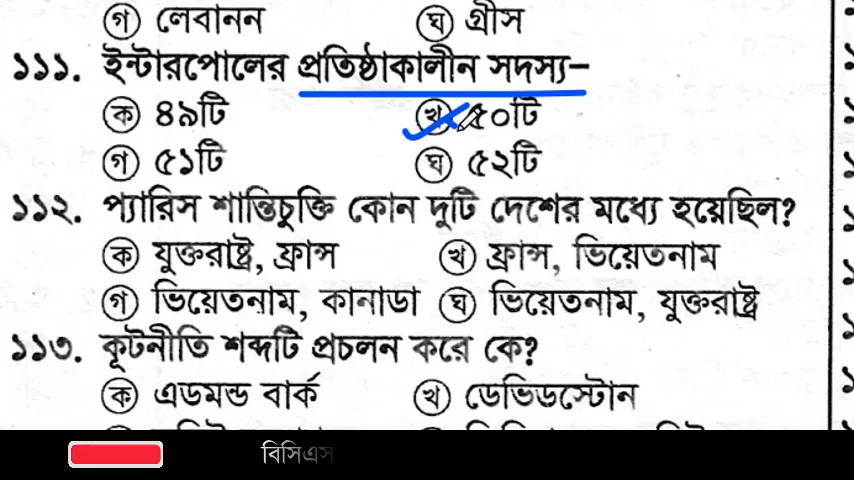 গ লেবানন ঘ গ্রীস
১১১. ইন্টারপোলের প্রতিষ্ঠাকালীন সদস্য–
ক ৪৯টি খ ৫০টি
গ ৫১টি ঘ ৫২টি
১১২. প্যারিস শান্তিচুক্তি কোন দুটি দেশের মধ্যে হয়েছিল?
ক যুক্তরাষ্ট্র, ফ্রান্স খ ফ্রান্স, ভিয়েতনাম
গ ভিয়েতনাম, কানাডা ঘ ভিয়েতনাম, যুক্তরাষ্ট্র
১১৩. কূটনীতি শব্দটি প্রচলন করে কে?
ক এডমন্ড বার্ক খ ডেভিডস্টোন
বিসিএস